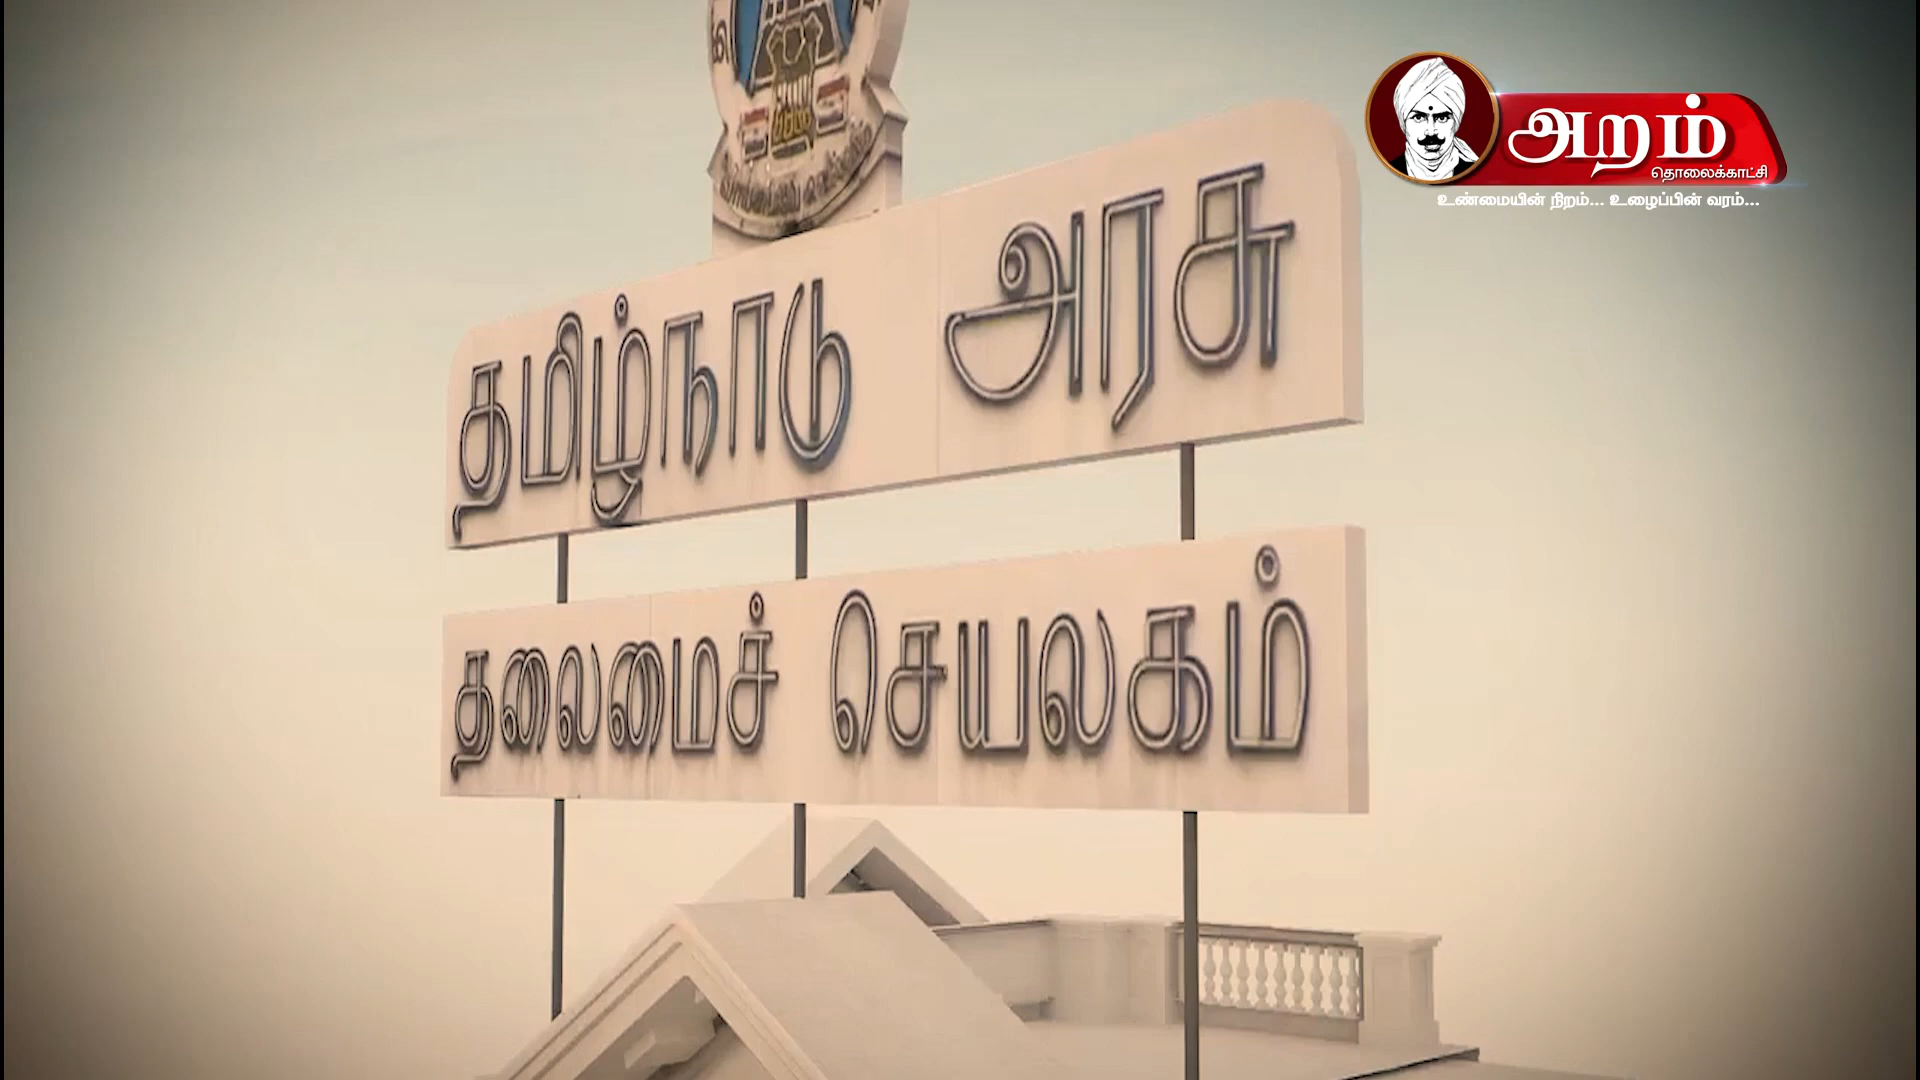 தமிழ்நாடு அரசு
தலைமைச் செயலகம்
அறம்
தொலைக்காட்சி
உண்மையின் நிறம்... உழைப்பின் வரம்...